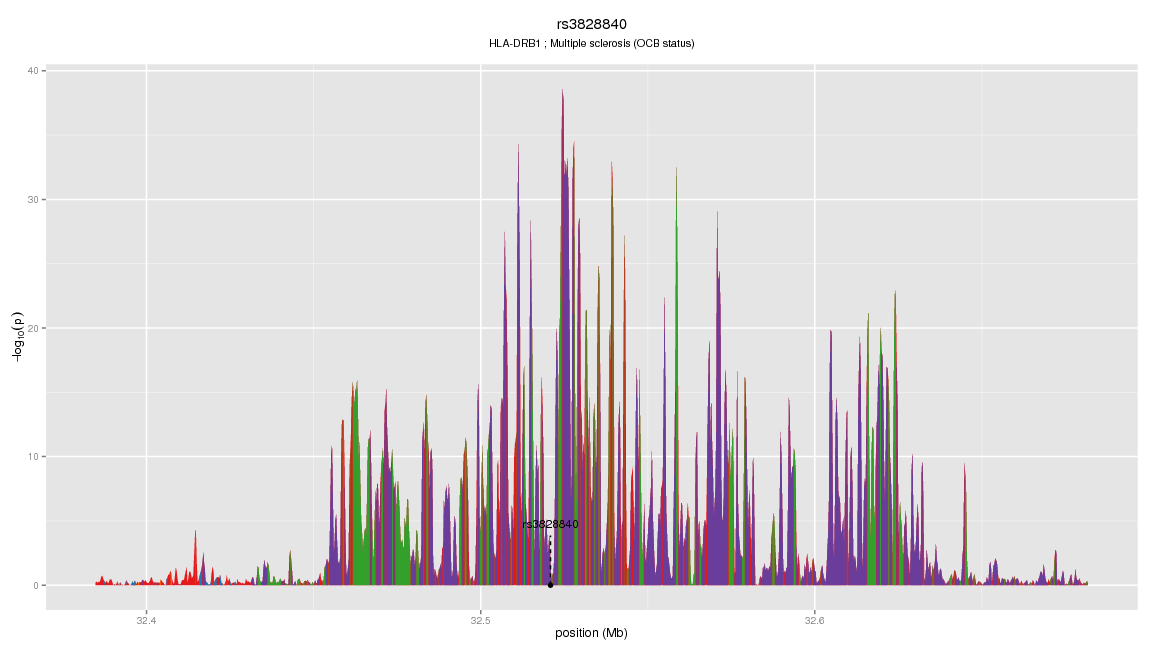 rs3828840
HLA-DRB1 ; Multiple sclerosis (OCB status)
40
30
20
10
0
−log10(p)
rs3828840
32.4
32.5
32.6
position (Mb)